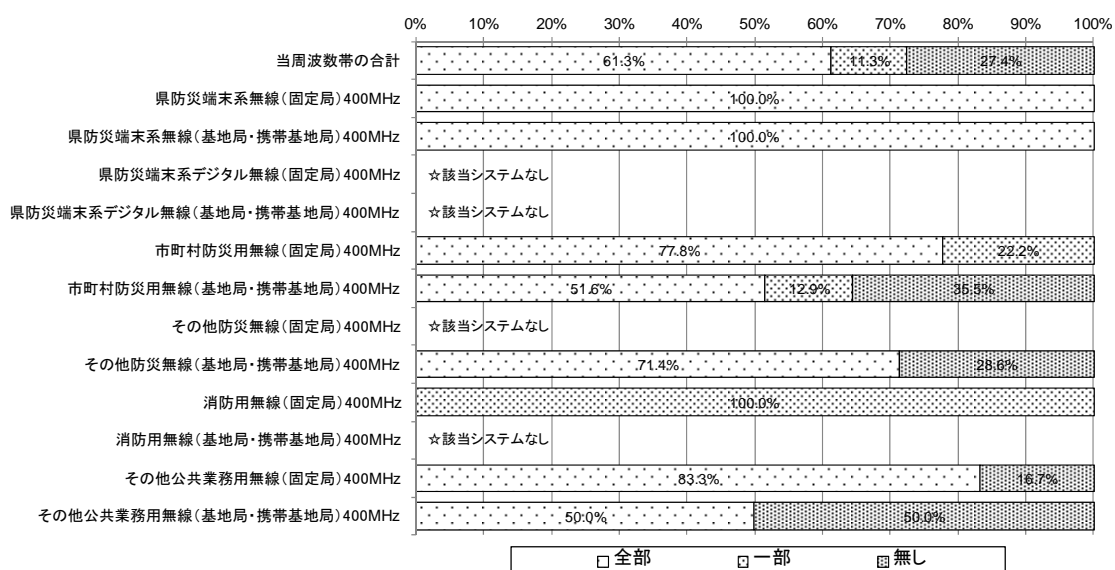 0% 10% 20% 30% 40% 50% 60% 70% 80% 90% 100%
当周波数帯の合計 61.3% 11.3% 27.4%
県防災端末系無線(固定局)400MHz 100.0%
県防災端末系無線(基地局・携帯基地局)400MHz 100.0%
県防災端末系デジタル無線(固定局)400MHz ☆該当システムなし
県防災端末系デジタル無線(基地局・携帯基地局)400MHz ☆該当システムなし
市町村防災用無線(固定局)400MHz 77.8% 22.2%
市町村防災用無線(基地局・携帯基地局)400MHz 51.6% 12.9% 35.5%
その他防災無線(固定局)400MHz ☆該当システムなし
その他防災無線(基地局・携帯基地局)400MHz 71.4% 28.6%
消防用無線(固定局)400MHz 100.0%
消防用無線(基地局・携帯基地局)400MHz ☆該当システムなし
その他公共業務用無線(固定局)400MHz 83.3% 16.7%
その他公共業務用無線(基地局・携帯基地局)400MHz 50.0% 50.0%
全部 一部 無し